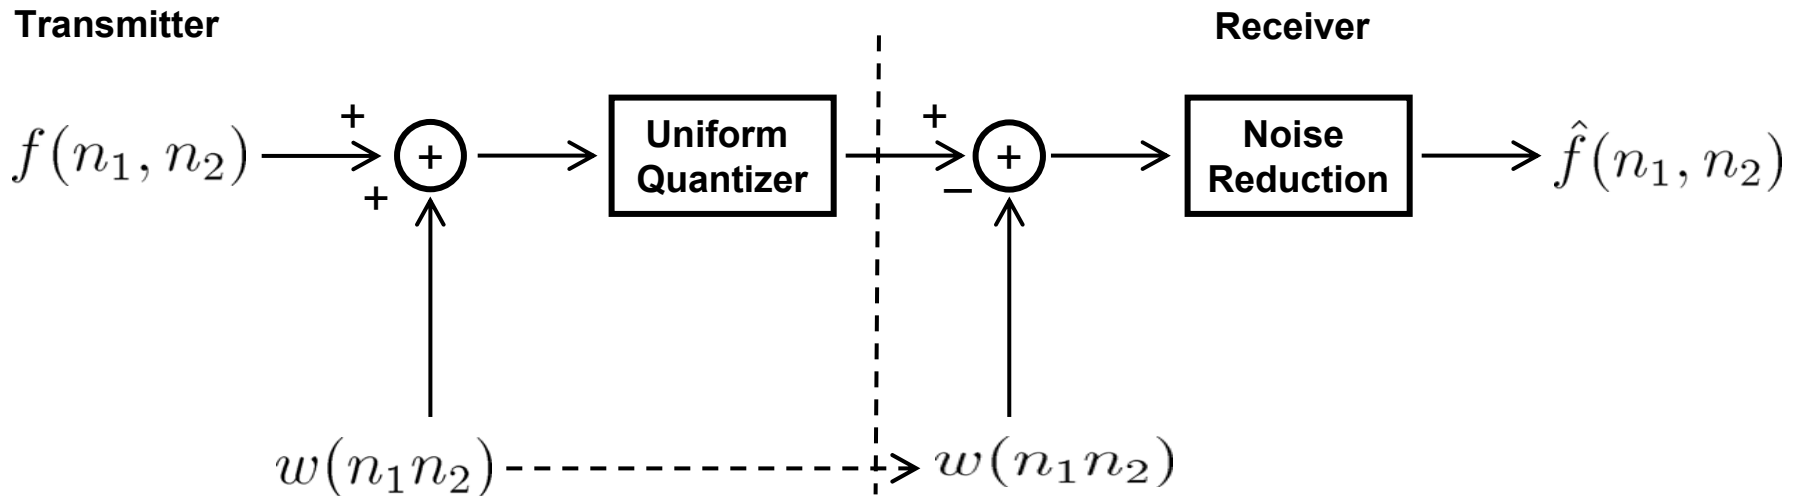 Transmitter
Receiver
f(n₁, n₂)
+
+
+
Uniform
Quantizer
+
−
+
Noise
Reduction
f̂(n₁, n₂)
w(n₁n₂)
w(n₁n₂)